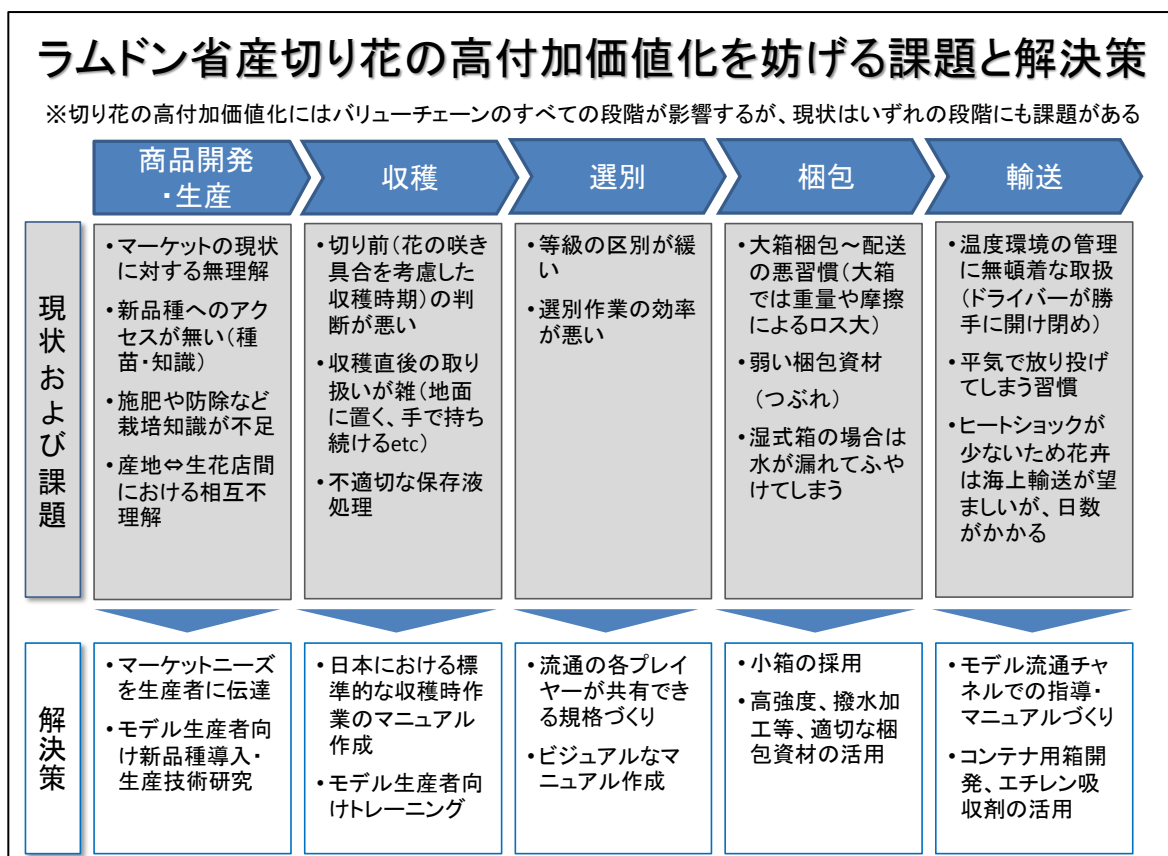 ラムドン省産切り花の高付加価値化を妨げる課題と解決策
※切り花の高付加価値化にはバリューチェーンのすべての段階が影響するが、現状はいずれの段階にも課題がある
商品開発
・生産
収穫
選別
梱包
輸送
現状および課題
•マーケットの現状
に対する無理解
•新品種へのアク
セスが無い(種
苗・知識)
•施肥や防除など
栽培知識が不足
•産地⇔生花店間
における相互不
理解
•切り前(花の咲き
具合を考慮した
収穫時期)の判
断が悪い
•収穫直後の取り
扱いが雑(地面
に置く、手で持ち
続けるetc)
•不適切な保存液
処理
•等級の区別が緩
い
•選別作業の効率
が悪い
•大箱梱包～配送
の悪習慣(大箱
では重量や摩擦
によるロス大)
•弱い梱包資材
(つぶれ)
•湿式箱の場合は
水が漏れてふや
けてしまう
•温度環境の管理
に無頓着な取扱
(ドライバーが勝
手に開け閉め)
•平気で放り投げ
てしまう習慣
•ヒートショックが
少ないため花卉
は海上輸送が望
ましいが、日数
がかかる
解決策
•マーケットニーズ
を生産者に伝達
•モデル生産者向
け新品種導入・
生産技術研究
•日本における標
準的な収穫時作
業のマニュアル
作成
•モデル生産者向
けトレーニング
•流通の各プレイ
ヤーが共有でき
る規格づくり
•ビジュアルなマ
ニュアル作成
•小箱の採用
•高強度、撥水加
工等、適切な梱
包資材の活用
•モデル流通チャ
ネルでの指導・
マニュアルづくり
•コンテナ用箱開
発、エチレン吸
収剤の活用